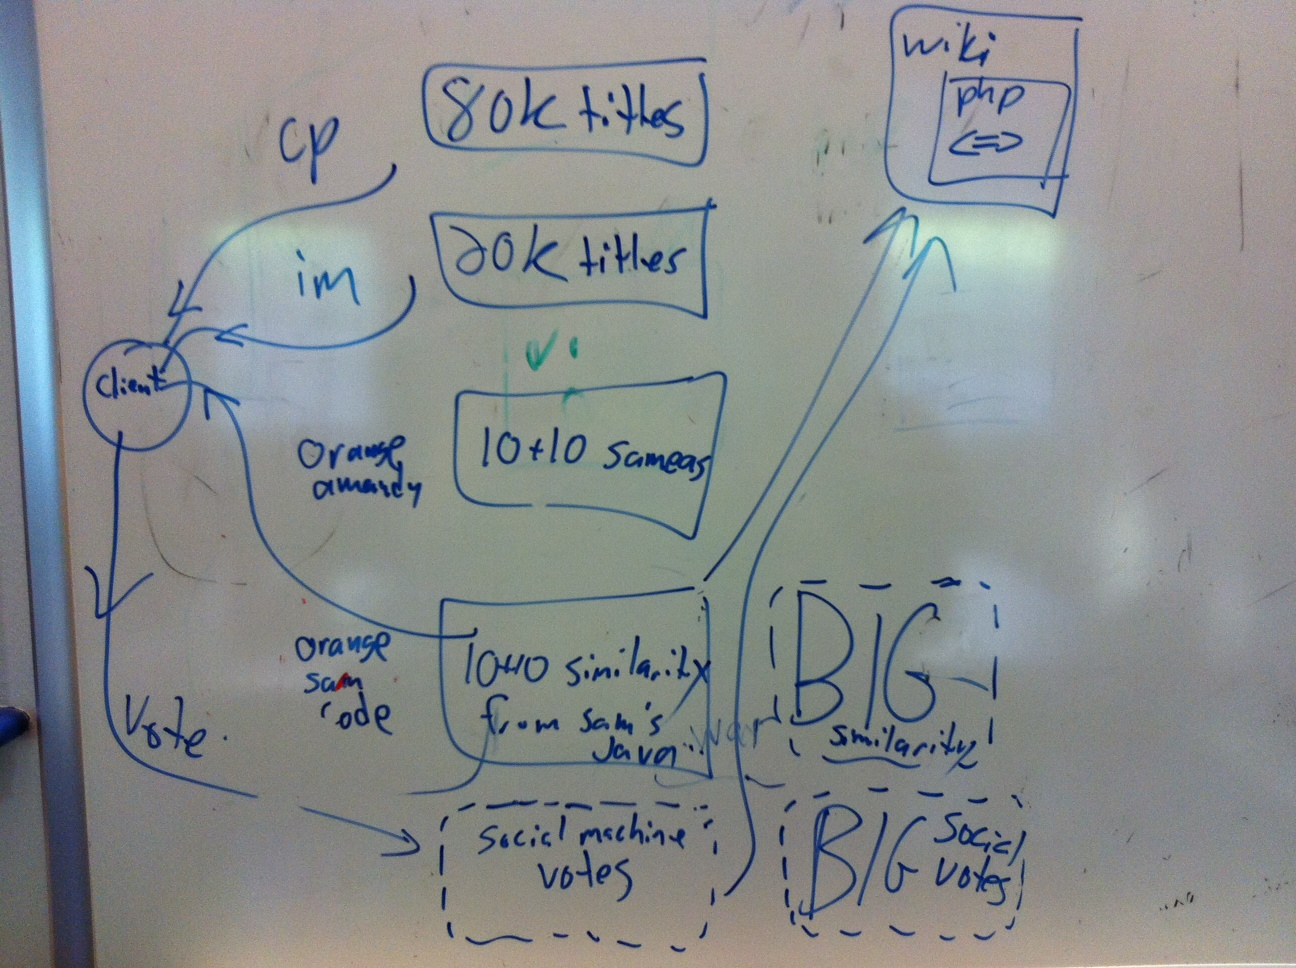 wiki
php
80k titles
cp
20k titles
im
client
10+10 sameas
orange
10+10 similarity
from sam's
Java
orange
sam
code
BIG
similarity
Vote.
social machine
votes
BIG social
votes